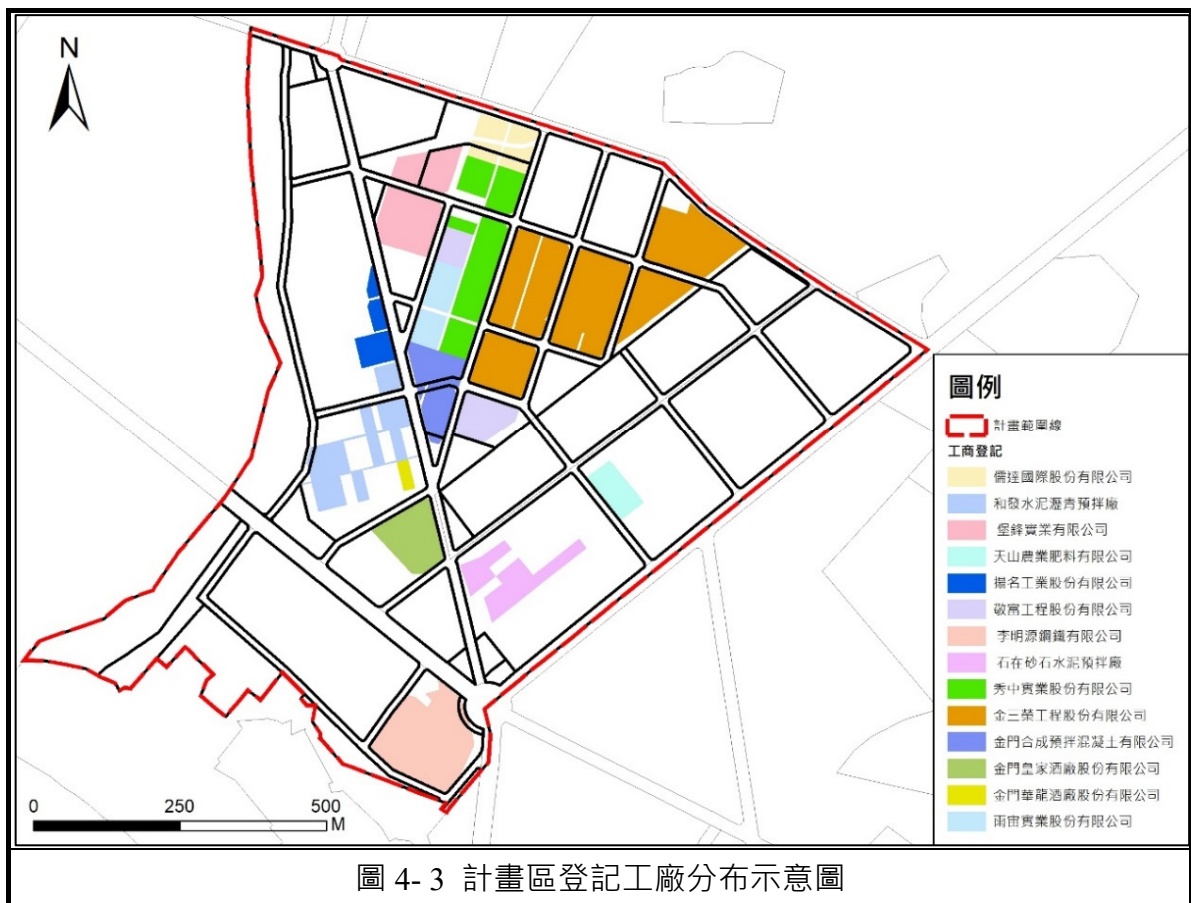 N
圖例
計畫範圍線
工商登記
儒達國際股份有限公司
和發水泥瀝青預拌廠
堡鋒實業有限公司
天山農業肥料有限公司
揚名工業股份有限公司
敬富工程股份有限公司
李明源鋼鐵有限公司
石在砂石水泥預拌廠
秀中實業股份有限公司
金三榮工程股份有限公司
金門合成預拌混凝土有限公司
金門皇家酒廠股份有限公司
金門華龍酒廠股份有限公司
雨宙實業股份有限公司
0 250 500
M
圖 4- 3 計畫區登記工廠分布示意圖